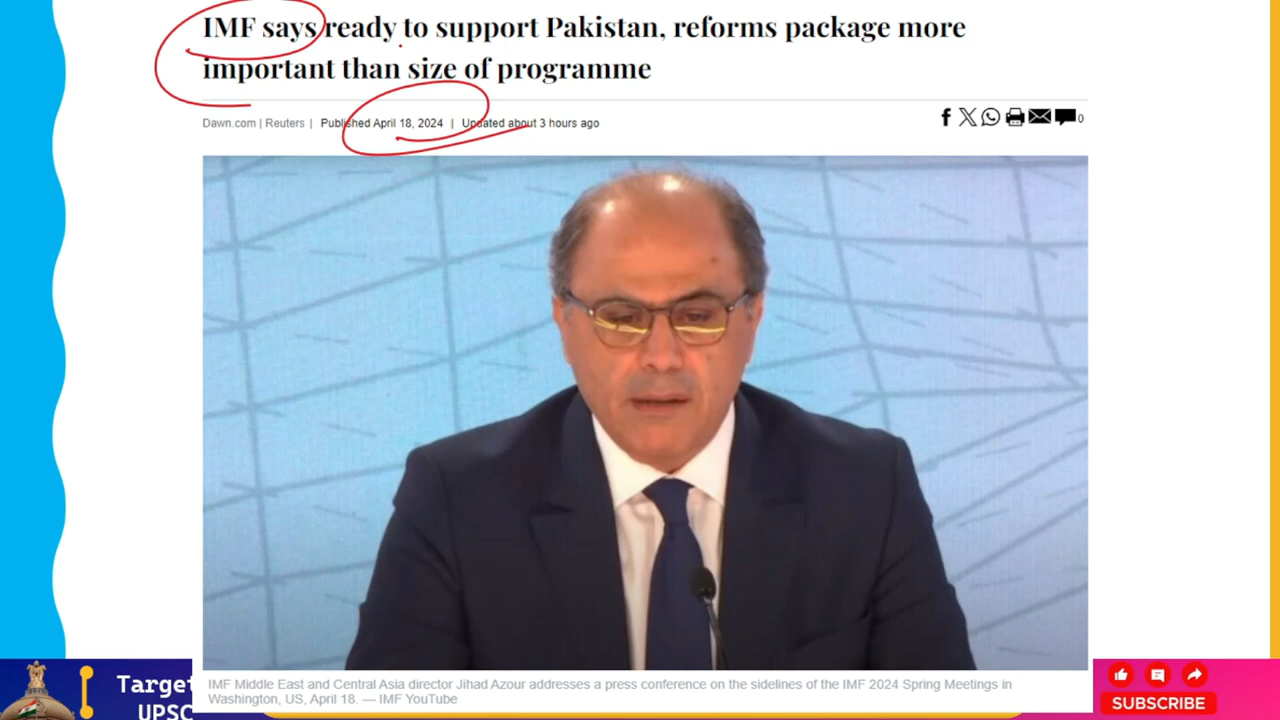 IMF says ready to support Pakistan, reforms package more
important than size of programme
Dawn.com | Reuters | Published April 18, 2024 | Updated about 3 hours ago
0
IMF Middle East and Central Asia director Jihad Azour addresses a press conference on the sidelines of the IMF 2024 Spring Meetings in
Washington, US, April 18. — IMF YouTube
Target
UPSC
SUBSCRIBE